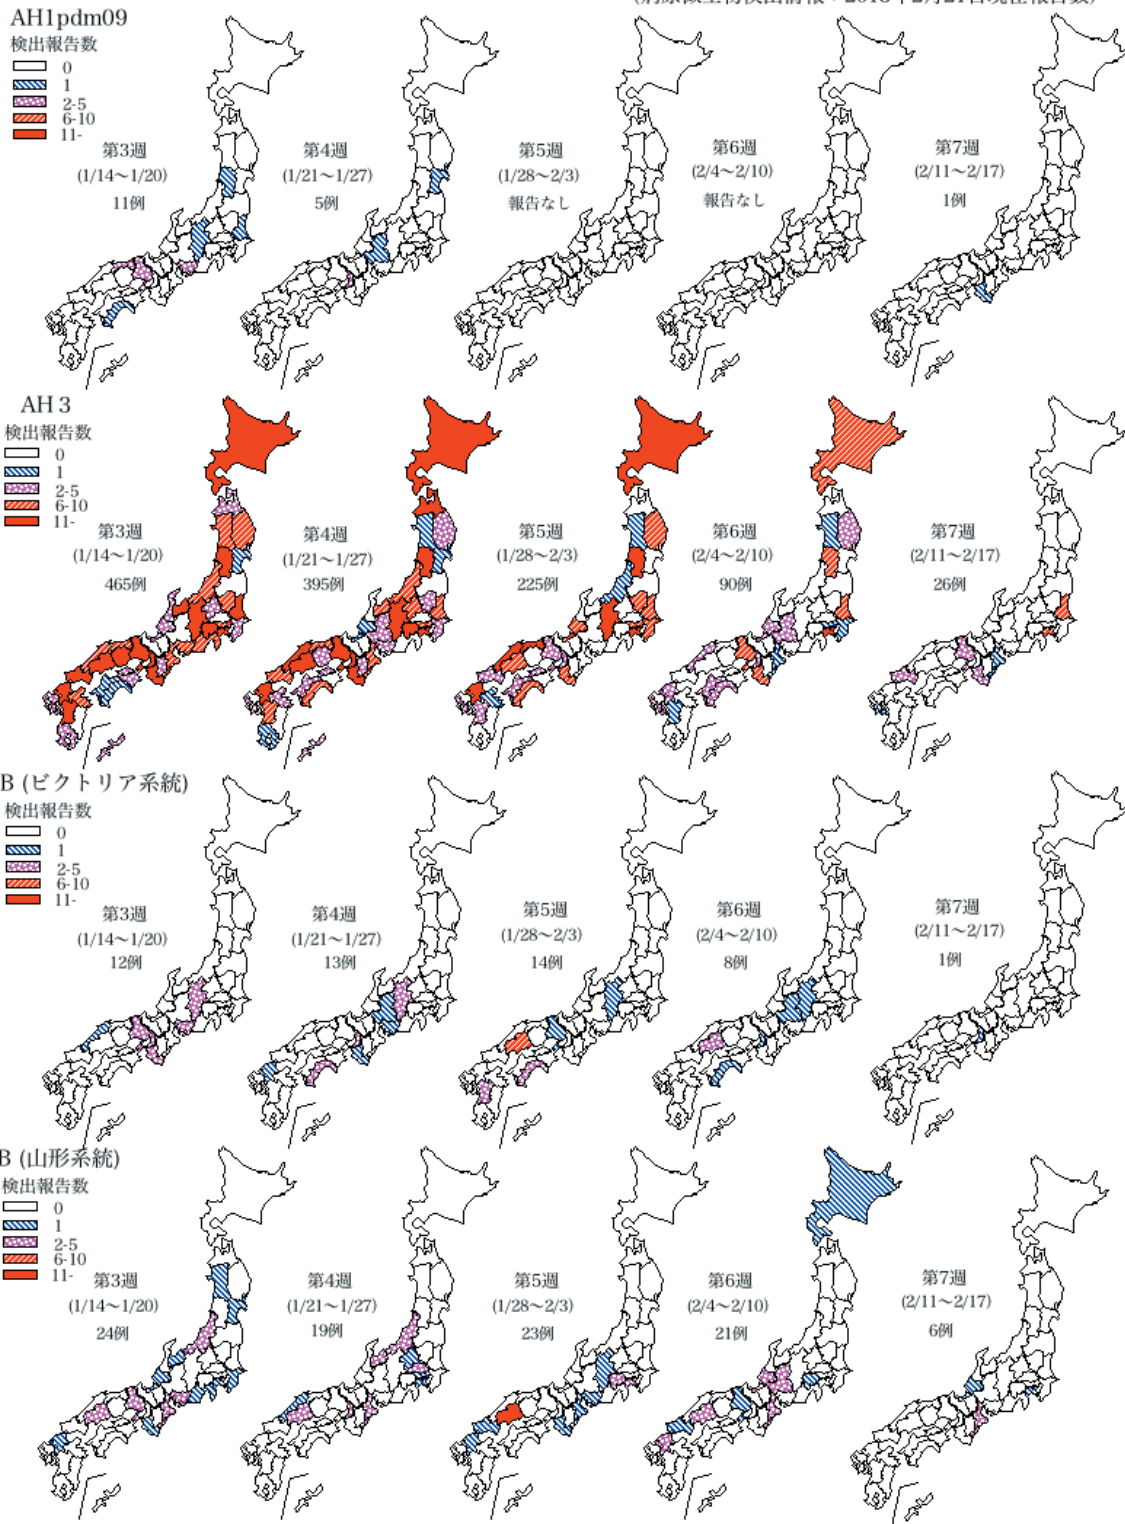 AH1pdm09
検出報告数
0
1
2-5
6-10
11-
第3週
(1/14～1/20)
11例
第4週
(1/21～1/27)
5例
第5週
(1/28～2/3)
報告なし
第6週
(2/4～2/10)
報告なし
第7週
(2/11～2/17)
1例
AH 3
検出報告数
0
1
2-5
6-10
11-
第3週
(1/14～1/20)
465例
第4週
(1/21～1/27)
395例
第5週
(1/28～2/3)
225例
第6週
(2/4～2/10)
90例
第7週
(2/11～2/17)
26例
B (ビクトリア系統)
検出報告数
0
1
2-5
6-10
11-
第3週
(1/14～1/20)
12例
第4週
(1/21～1/27)
13例
第5週
(1/28～2/3)
14例
第6週
(2/4～2/10)
8例
第7週
(2/11～2/17)
1例
B (山形系統)
検出報告数
0
1
2-5
6-10
11-
第3週
(1/14～1/20)
24例
第4週
(1/21～1/27)
19例
第5週
(1/28～2/3)
23例
第6週
(2/4～2/10)
21例
第7週
(2/11～2/17)
6例